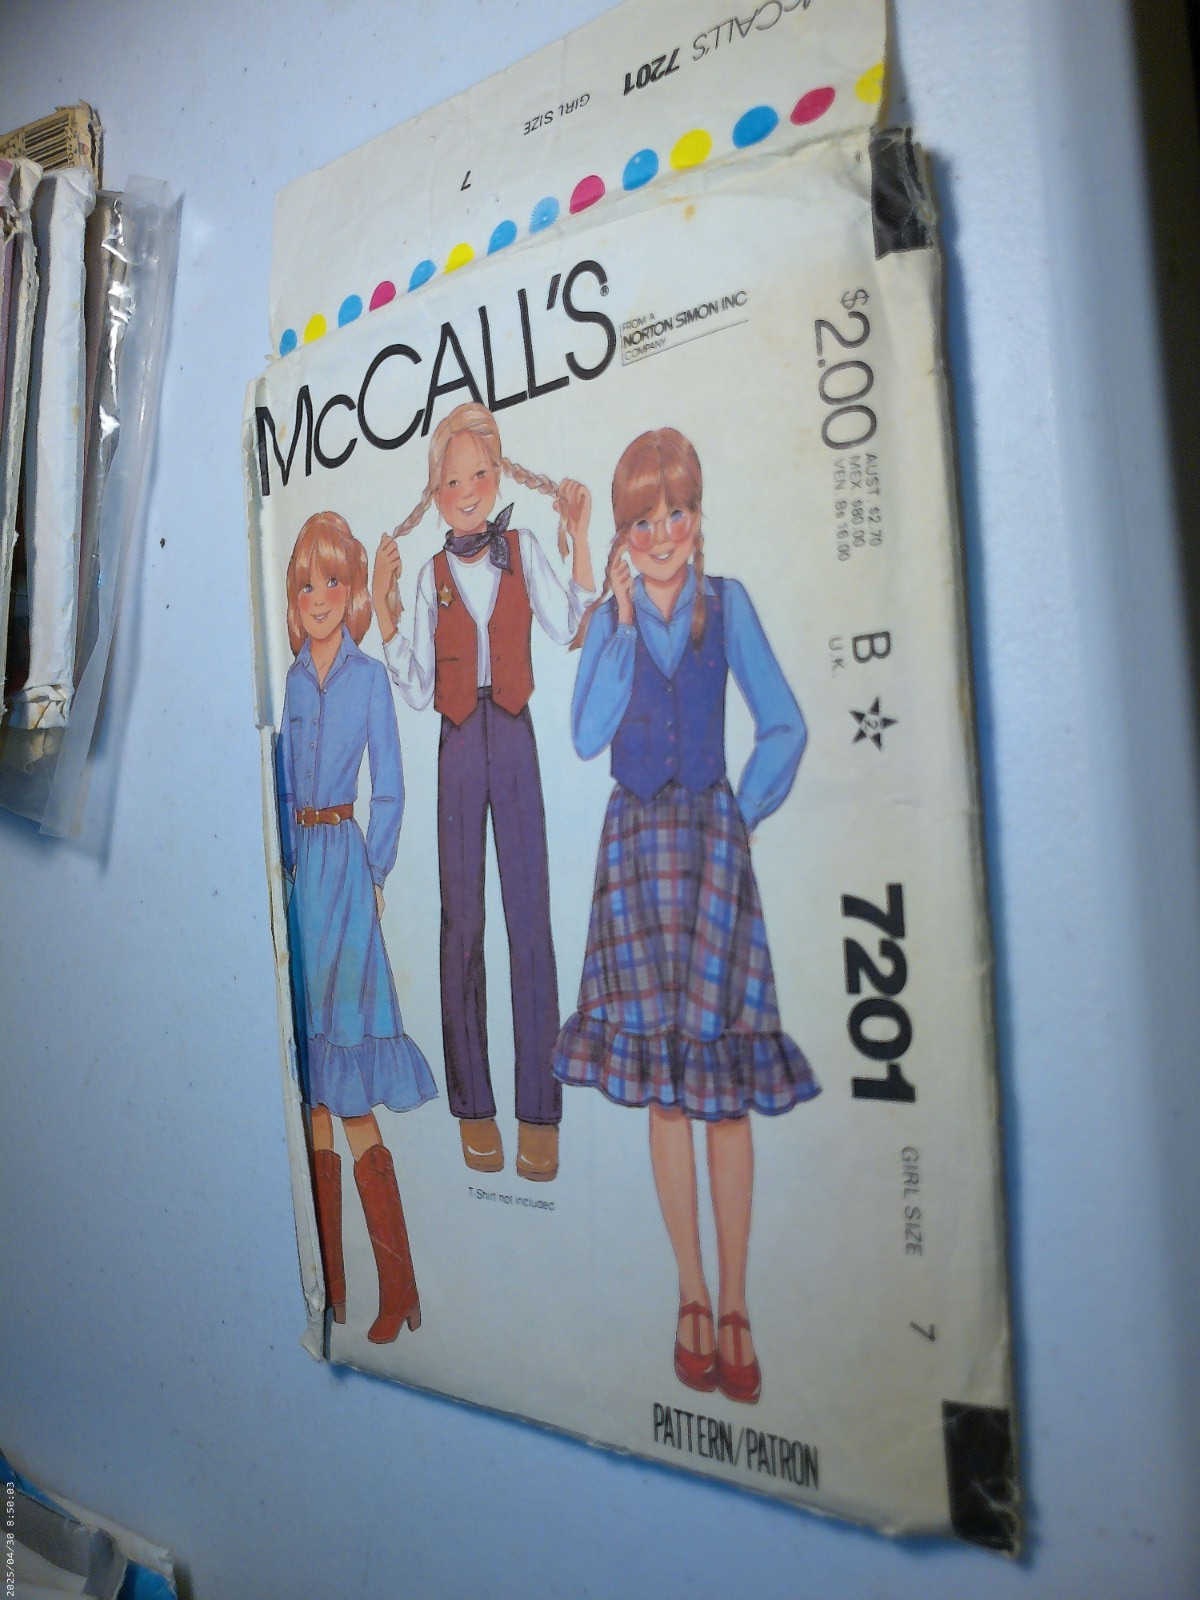 McCALL'S 7201
GIRL SIZE
7
McCALL'S®
FROM A
NORTON SIMON INC
COMPANY
$2.00
AUST $2.70
MEX $80.00
VEN Bs 16.00
B
U.K.
2
7201
GIRL SIZE
7
T-Shirt not included
PATTERN/PATRON
2025/04/30 8:50:03